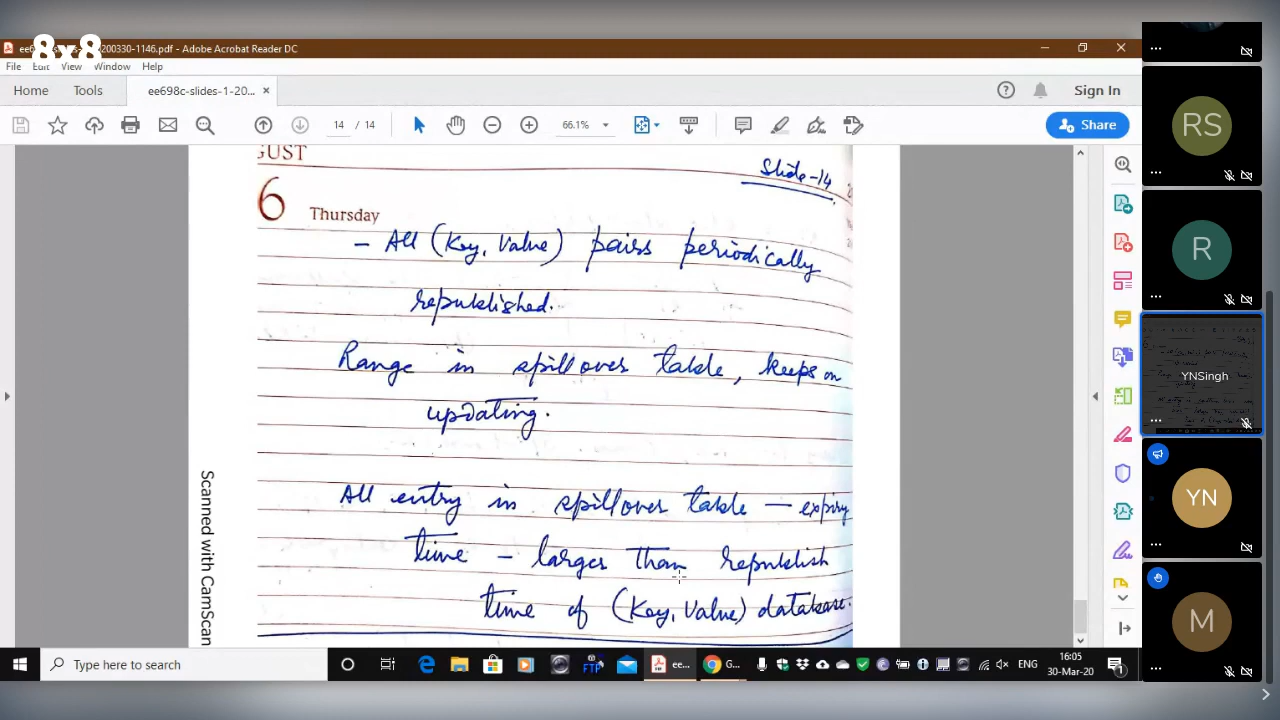 8x8
ee698c-slides-1-20200330-1146.pdf - Adobe Acrobat Reader DC
File Edit View Window Help
Home Tools ee698c-slides-1-20... × Sign In
14 / 14 66.1% Share
GUST
Slide-14
6 Thursday
- All (Key, Value) pairs periodically
republished.
Range in spillover table, keeps on
updating.
All entry in spillover table - expiry
time - larger than republish
time of (Key, Value) database.
Scanned with CamScan
RS
R
YNSingh
YN
M
Type here to search
ee... G... ENG 16:05
30-Mar-20